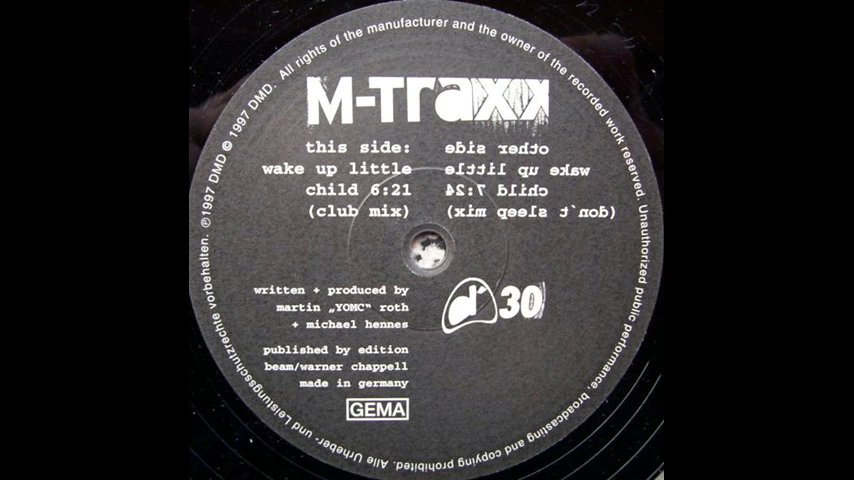 ℗1997 DMD © 1997 DMD. All rights of the manufacturer and the owner of the recorded work reserved. Unauthorized public performance, broadcasting and copying prohibited. Alle Urheber- und Leistungsschutzrechte vorbehalten.
M-Traxx
this side:
wake up little
child 6:21
(club mix)
other side
wake up little
child 7:24
(don`t sleep mix)
written + produced by
martin „YOMC“ roth
+ michael hennes
d' 30
published by edition
beam/warner chappell
made in germany
GEMA